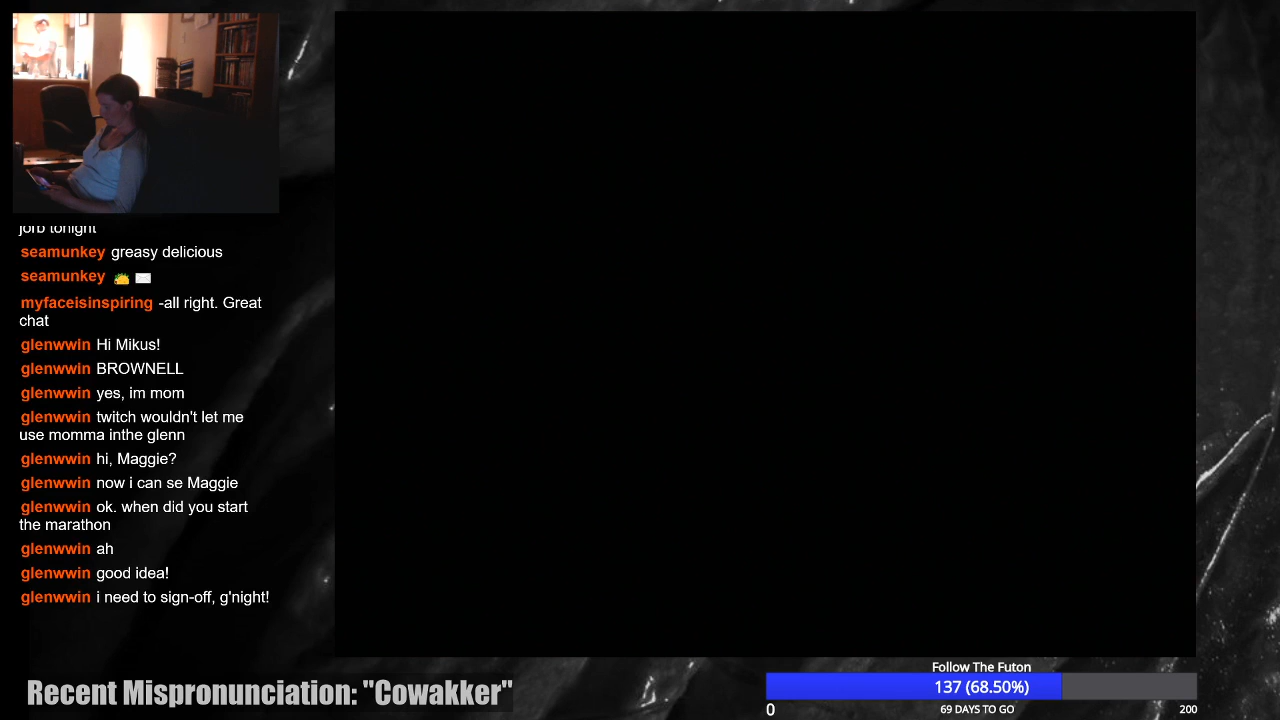 jorb tonight
seamunkey greasy delicious
seamunkey 🌮 ✉️
myfaceisinspiring -all right. Great
chat
glenwwin Hi Mikus!
glenwwin BROWNELL
glenwwin yes, im mom
glenwwin twitch wouldn't let me
use momma inthe glenn
glenwwin hi, Maggie?
glenwwin now i can se Maggie
glenwwin ok. when did you start
the marathon
glenwwin ah
glenwwin good idea!
glenwwin i need to sign-off, g'night!
Recent Mispronunciation: "Cowakker"
Follow The Futon
137 (68.50%)
0 69 DAYS TO GO 200